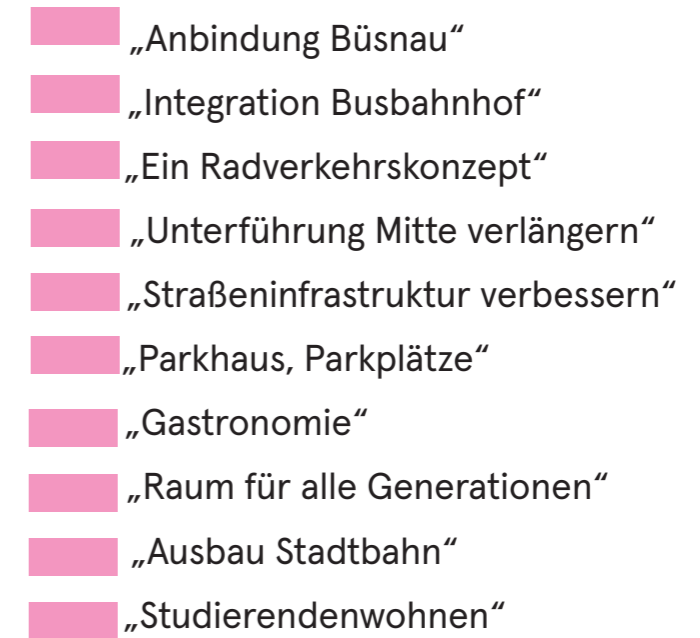 „Anbindung Büsnau“
„Integration Busbahnhof“
„Ein Radverkehrskonzept“
„Unterführung Mitte verlängern“
„Straßeninfrastruktur verbessern“
„Parkhaus, Parkplätze“
„Gastronomie“
„Raum für alle Generationen“
„Ausbau Stadtbahn“
„Studierendenwohnen“